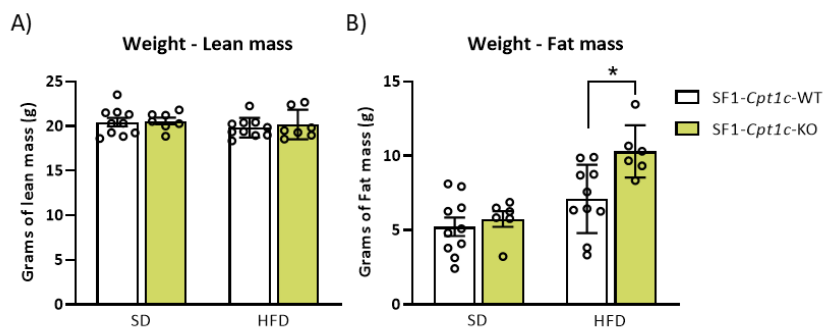 A)
Weight - Lean mass
Grams of lean mass (g)
25
20
15
10
5
0
SD
HFD
B)
Weight - Fat mass
Grams of Fat mass (g)
15
10
5
0
*
SD
HFD
SF1-Cpt1c-WT
SF1-Cpt1c-KO